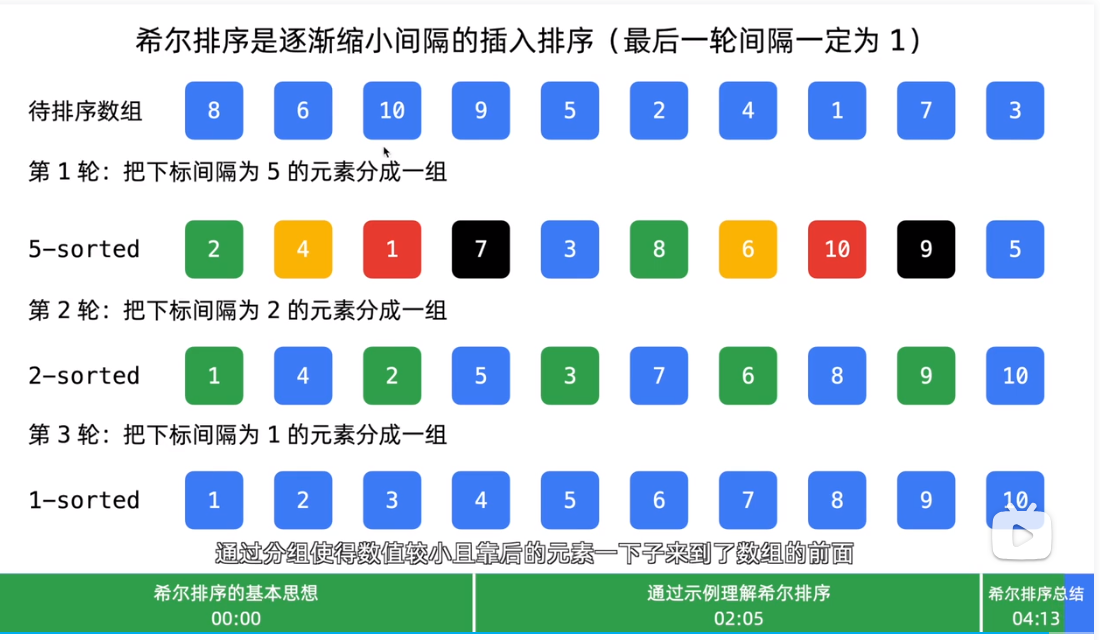 希尔排序是逐渐缩小间隔的插入排序（最后一轮间隔一定为 1）
待排序数组 8 6 10 9 5 2 4 1 7 3
第 1 轮：把下标间隔为 5 的元素分成一组
5-sorted 2 4 1 7 3 8 6 10 9 5
第 2 轮：把下标间隔为 2 的元素分成一组
2-sorted 1 4 2 5 3 7 6 8 9 10
第 3 轮：把下标间隔为 1 的元素分成一组
1-sorted 1 2 3 4 5 6 7 8 9 10
通过分组使得数值较小且靠后的元素一下子来到了数组的前面
希尔排序的基本思想 通过示例理解希尔排序 希尔排序总结
00:00 02:05 04:13